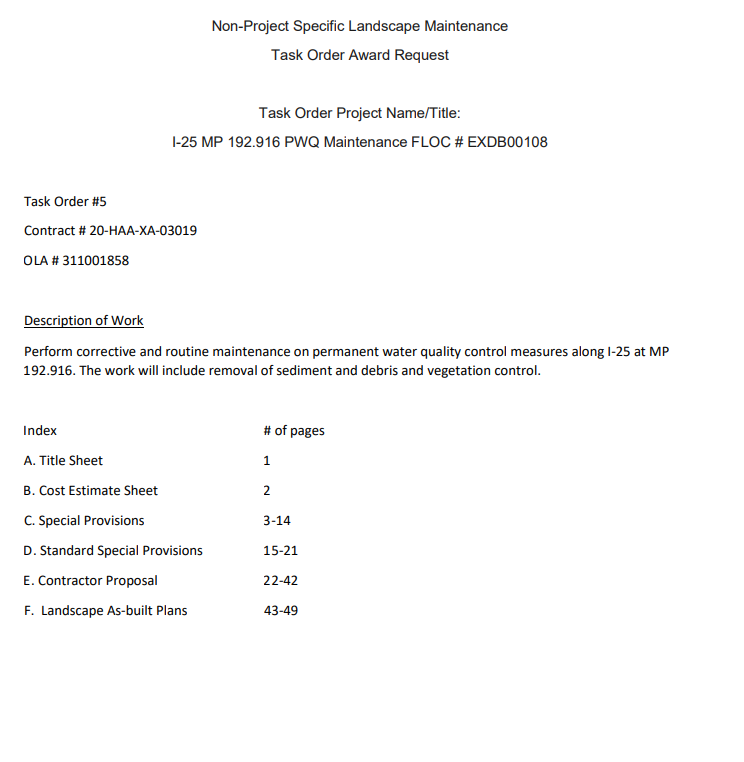 Non-Project Specific Landscape Maintenance
Task Order Award Request
Task Order Project Name/Title:
I-25 MP 192.916 PWQ Maintenance FLOC # EXDB00108
Task Order #5
Contract # 20-HAA-XA-03019
OLA # 311001858
Description of Work
Perform corrective and routine maintenance on permanent water quality control measures along I-25 at MP
192.916. The work will include removal of sediment and debris and vegetation control.
Index # of pages
A. Title Sheet 1
B. Cost Estimate Sheet 2
C. Special Provisions 3-14
D. Standard Special Provisions 15-21
E. Contractor Proposal 22-42
F. Landscape As-built Plans 43-49